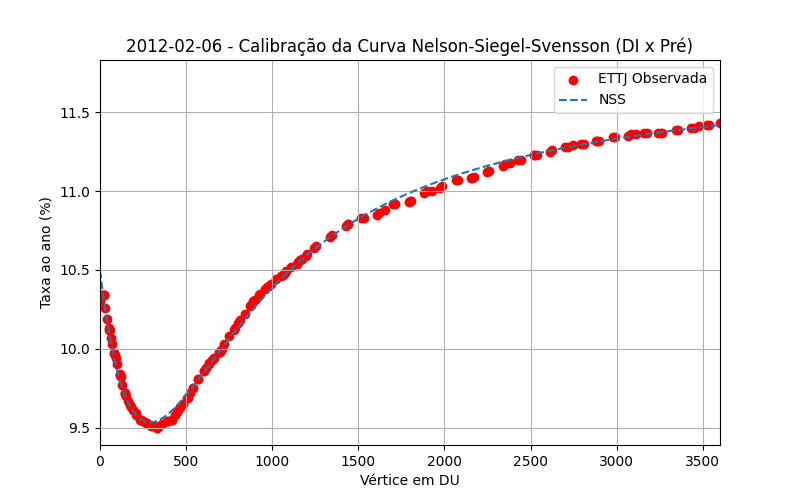 2012-02-06 - Calibração da Curva Nelson-Siegel-Svensson (DI x Pré)
ETTJ Observada
NSS
Taxa ao ano (%)
11.5
11.0
10.5
10.0
9.5
0 500 1000 1500 2000 2500 3000 3500
Vértice em DU